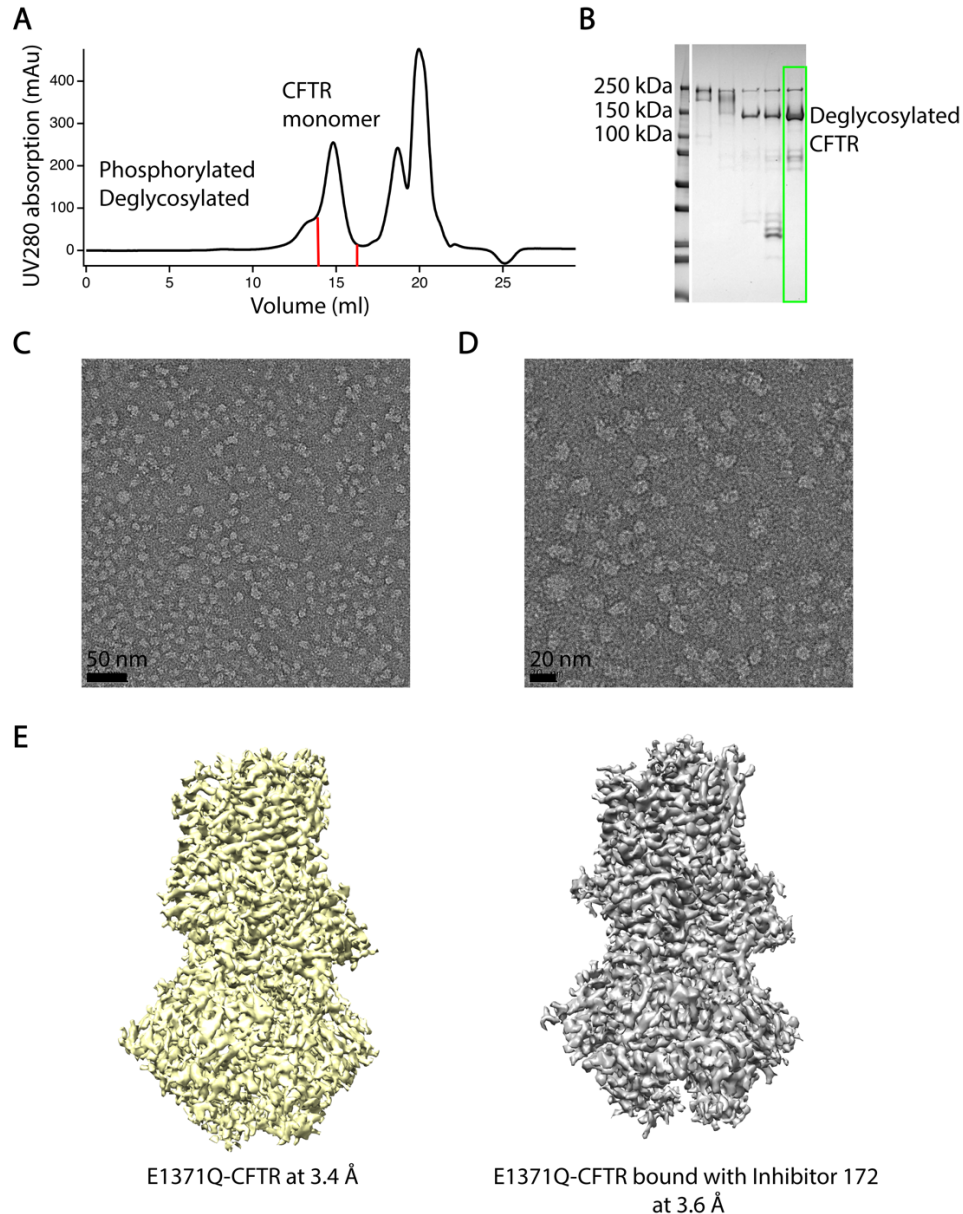 A
UV280 absorption (mAu)
400
300
200
100
0
Phosphorylated
Deglycosylated
CFTR
monomer
0
5
10
15
20
25
Volume (ml)
B
250 kDa
150 kDa
100 kDa
Deglycosylated
CFTR
C
50 nm
D
20 nm
E
E1371Q-CFTR at 3.4 Å
E1371Q-CFTR bound with Inhibitor 172
at 3.6 Å